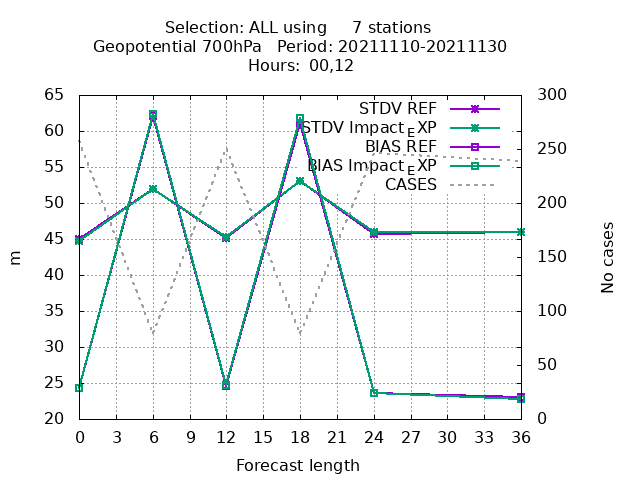 Selection: ALL using 7 stations
Geopotential 700hPa Period: 20211110-20211130
Hours: 00,12
65
60
55
50
45
40
35
30
25
20
m
STDV REF
STDV Impact_EXP
BIAS REF
BIAS Impact_EXP
CASES
300
250
200
150
100
50
0
No cases
0 3 6 9 12 15 18 21 24 27 30 33 36
Forecast length